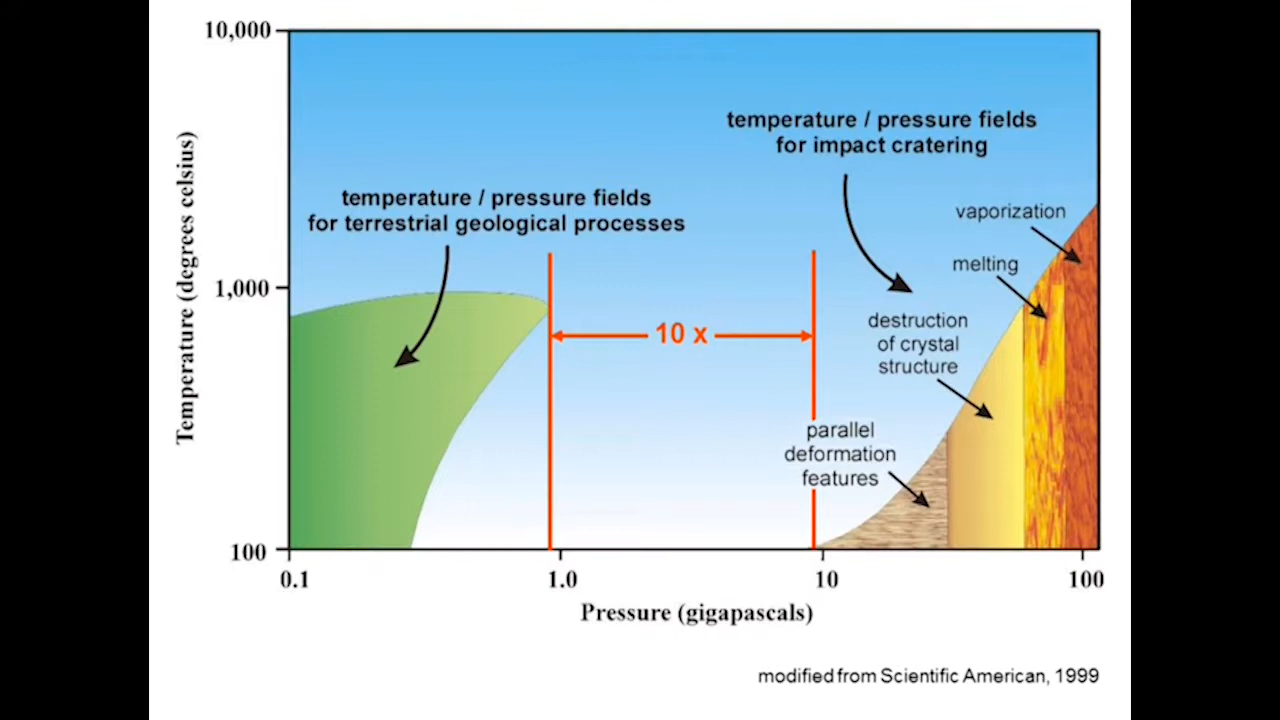 10,000
temperature / pressure fields
for impact cratering
temperature / pressure fields
for terrestrial geological processes
vaporization
melting
1,000
destruction
of crystal
structure
10 x
parallel
deformation
features
Temperature (degrees celsius)
100
0.1
1.0
10
100
Pressure (gigapascals)
modified from Scientific American, 1999